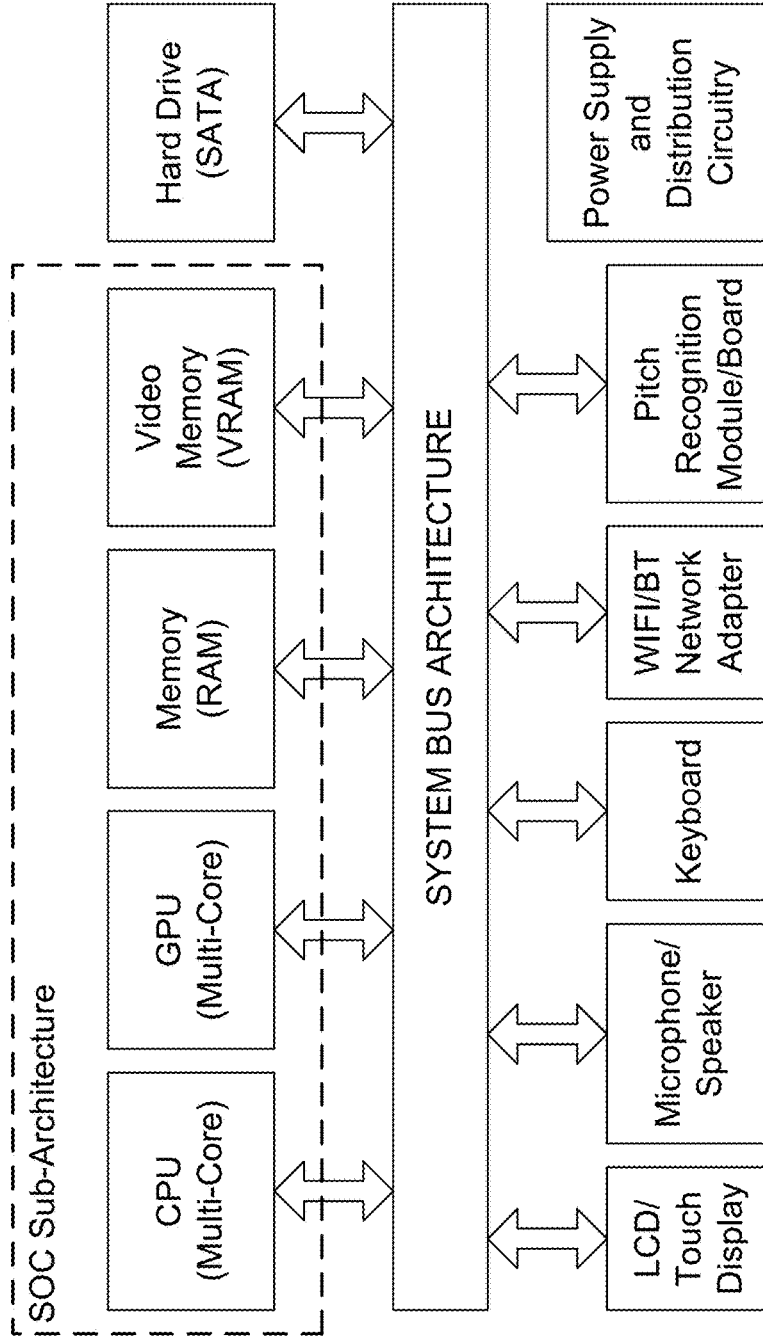 SOC Sub-Architecture
CPU
(Multi-Core)
GPU
(Multi-Core)
Memory
(RAM)
Video
Memory
(VRAM)
Hard Drive
(SATA)
SYSTEM BUS ARCHITECTURE
LCD/
Touch
Display
Microphone/
Speaker
Keyboard
WIFI/BT
Network
Adapter
Pitch
Recognition
Module/Board
Power Supply
and
Distribution
Circuitry